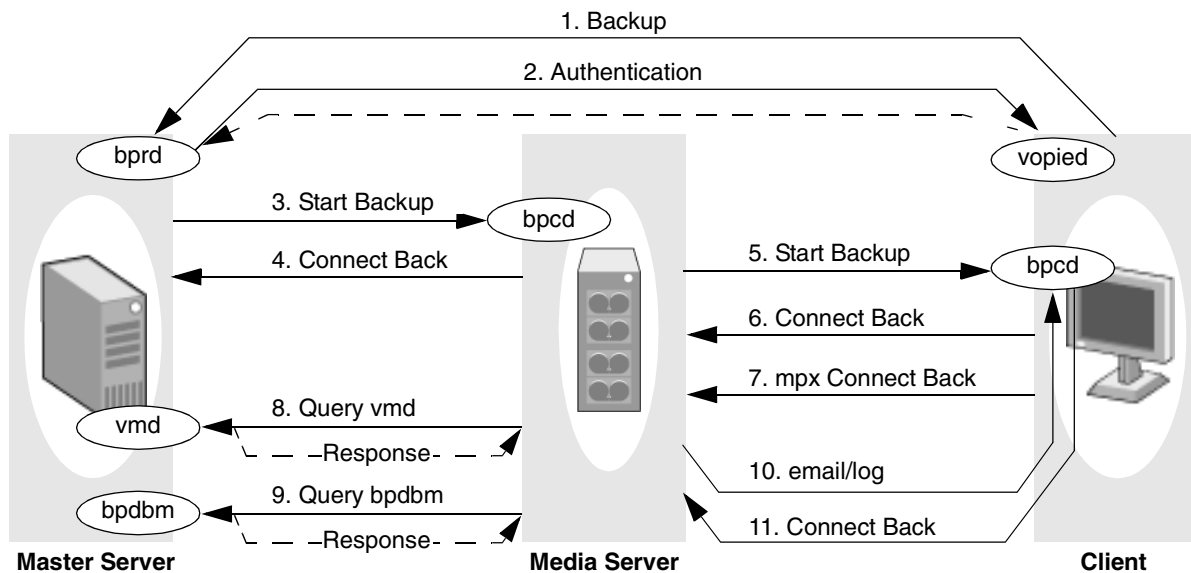 1. Backup
2. Authentication
bprd
vopied
3. Start Backup
bpcd
4. Connect Back
5. Start Backup
bpcd
6. Connect Back
7. mpx Connect Back
8. Query vmd
vmd
Response
10. email/log
9. Query bpdbm
bpdbm
11. Connect Back
Response
Master Server
Media Server
Client